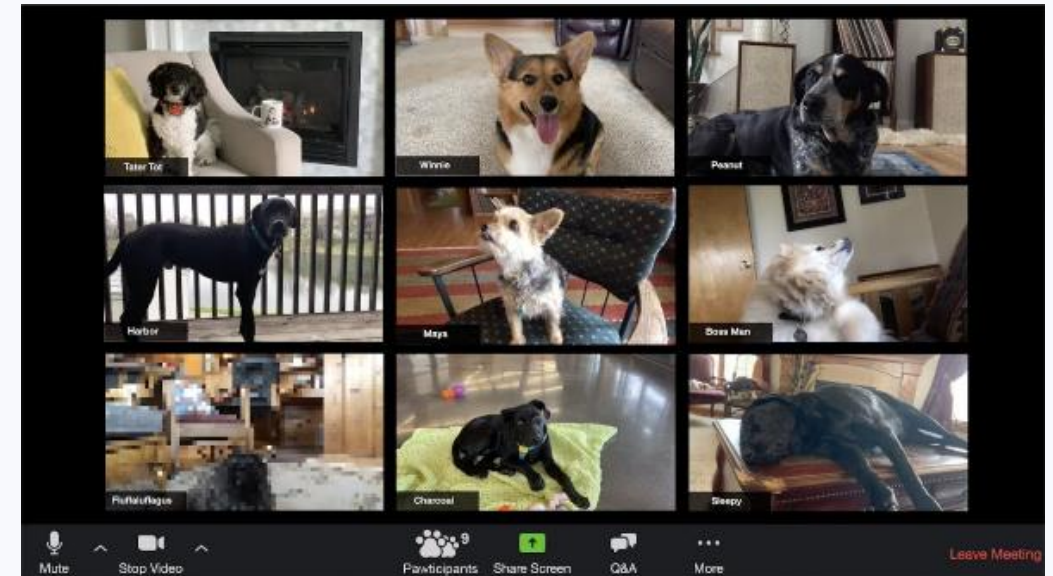 Tater Tot
Winnie
Peanut
Harbor
Maya
Boss Man
Fluffaluffagus
Charcoal
Sleepy
9
Mute
Stop Video
Pawticipants
Share Screen
Q&A
More
Leave Meeting